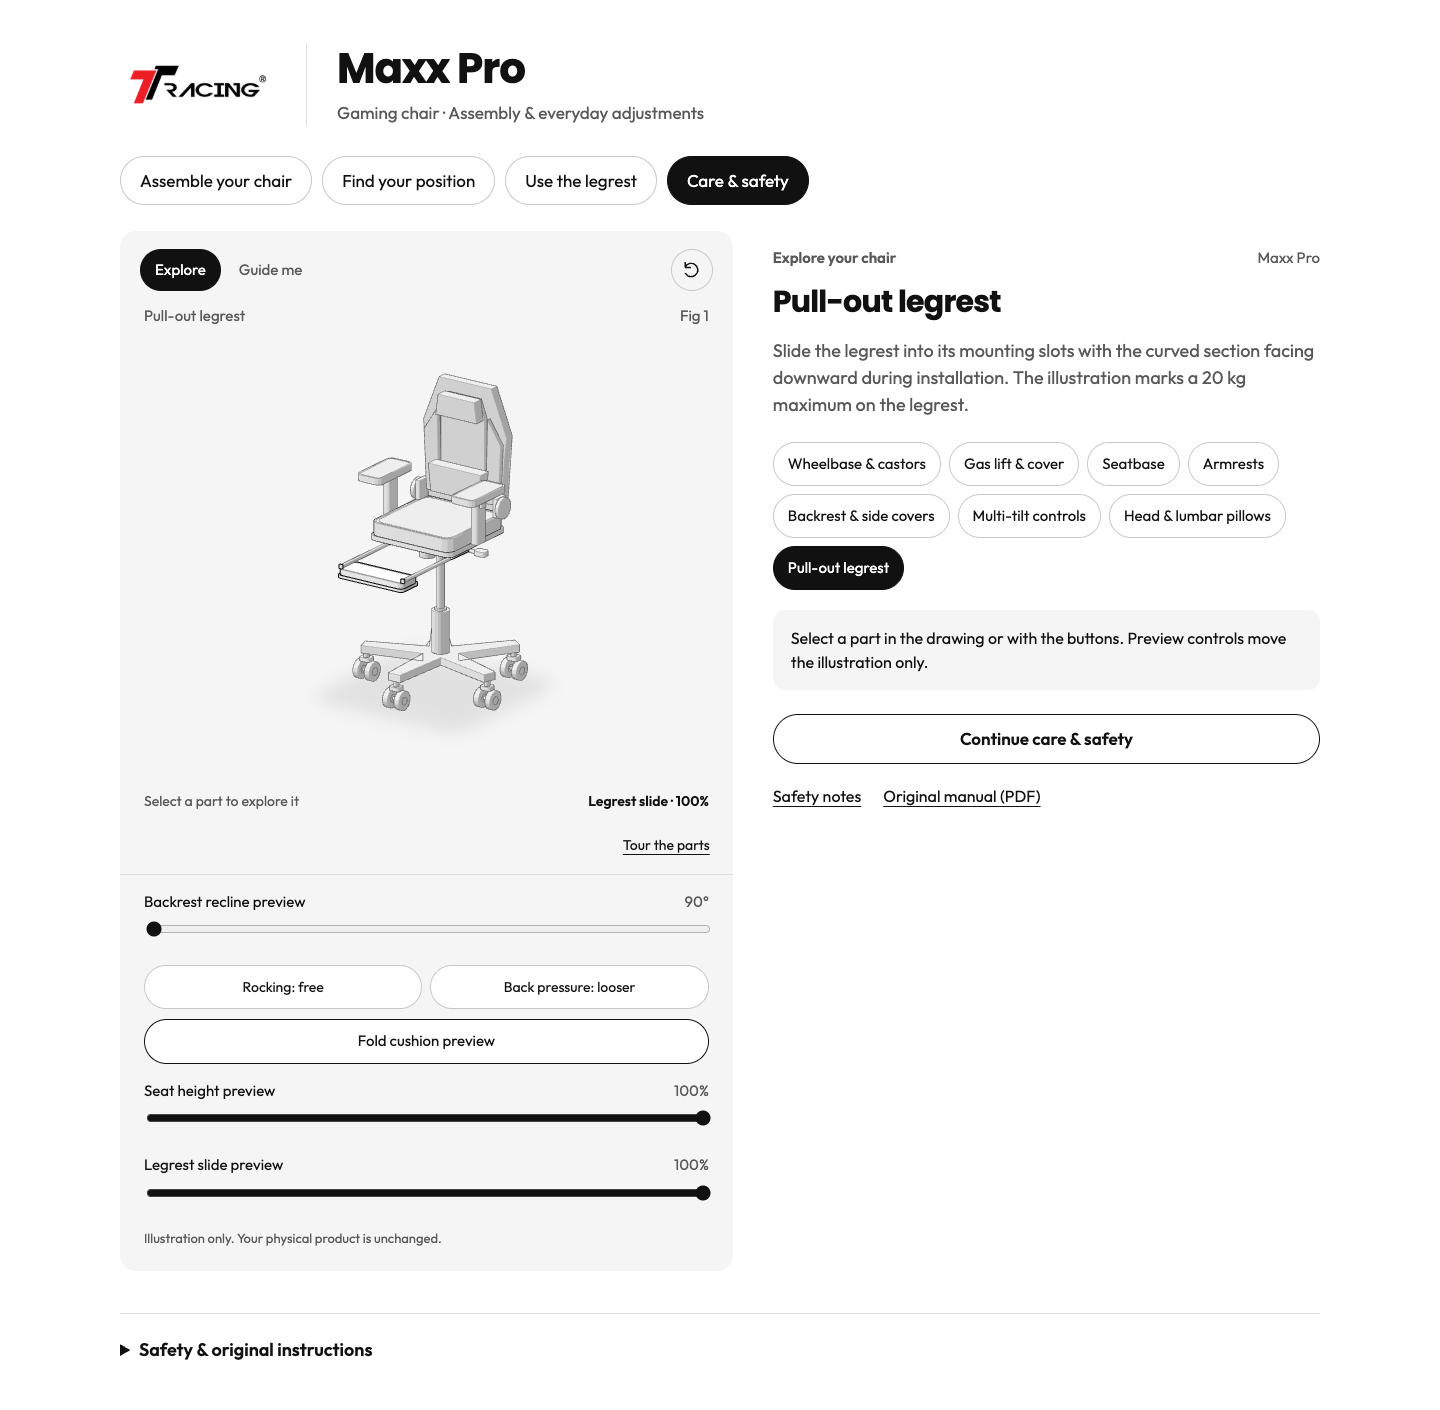 TTRACING®
Maxx Pro
Gaming chair · Assembly & everyday adjustments
Assemble your chair
Find your position
Use the legrest
Care & safety
Explore
Guide me
Pull-out legrest
Fig 1
Select a part to explore it
Legrest slide · 100%
Tour the parts
Backrest recline preview
90°
Rocking: free
Back pressure: looser
Fold cushion preview
Seat height preview
100%
Legrest slide preview
100%
Illustration only. Your physical product is unchanged.
Explore your chair
Maxx Pro
Pull-out legrest
Slide the legrest into its mounting slots with the curved section facing
downward during installation. The illustration marks a 20 kg
maximum on the legrest.
Wheelbase & castors
Gas lift & cover
Seatbase
Armrests
Backrest & side covers
Multi-tilt controls
Head & lumbar pillows
Pull-out legrest
Select a part in the drawing or with the buttons. Preview controls move
the illustration only.
Continue care & safety
Safety notes
Original manual (PDF)
Safety & original instructions